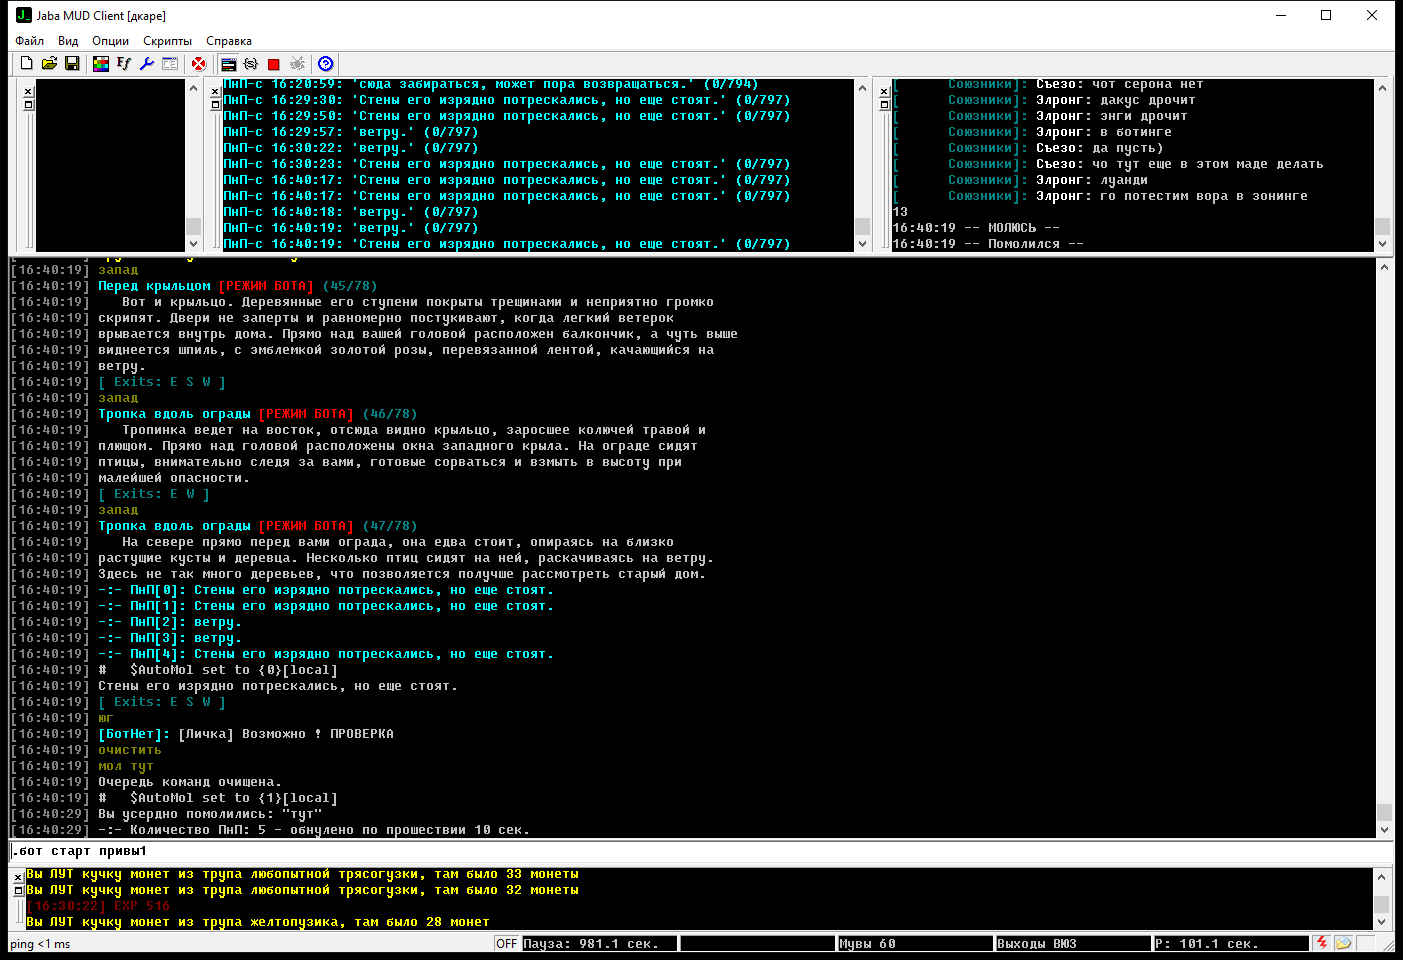 Jaba MUD Client [дкаре]
Файл Вид Опции Скрипты Справка
ПнП-с 16:20:59: 'сюда забираться, может пора возвращаться.' (0/794)
ПнП-с 16:29:30: 'Стены его изрядно потрескались, но еще стоят.' (0/797)
ПнП-с 16:29:50: 'Стены его изрядно потрескались, но еще стоят.' (0/797)
ПнП-с 16:29:57: 'ветру.' (0/797)
ПнП-с 16:30:22: 'ветру.' (0/797)
ПнП-с 16:30:23: 'Стены его изрядно потрескались, но еще стоят.' (0/797)
ПнП-с 16:40:17: 'Стены его изрядно потрескались, но еще стоят.' (0/797)
ПнП-с 16:40:17: 'Стены его изрядно потрескались, но еще стоят.' (0/797)
ПнП-с 16:40:18: 'ветру.' (0/797)
ПнП-с 16:40:19: 'ветру.' (0/797)
ПнП-с 16:40:19: 'Стены его изрядно потрескались, но еще стоят.' (0/797)
[ Союзники]: Съезо: чот серона нет
[ Союзники]: Элронг: дакус дрочит
[ Союзники]: Элронг: энги дрочит
[ Союзники]: Элронг: в ботинге
[ Союзники]: Съезо: да пусть)
[ Союзники]: Съезо: чо тут еще в этом маде делать
[ Союзники]: Элронг: луанди
[ Союзники]: Элронг: го потестим вора в зонинге
13
16:40:19 -- МОЛЮСЬ --
16:40:19 -- Помолился --
[16:40:19] запад
[16:40:19] Перед крыльцом [РЕЖИМ БОТА] (45/78)
[16:40:19] Вот и крыльцо. Деревянные его ступени покрыты трещинами и неприятно громко
[16:40:19] скрипят. Двери не заперты и равномерно постукивают, когда легкий ветерок
[16:40:19] врывается внутрь дома. Прямо над вашей головой расположен балкончик, а чуть выше
[16:40:19] виднеется шпиль, с эмблемкой золотой розы, перевязанной лентой, качающийся на
[16:40:19] ветру.
[16:40:19] [ Exits: E S W ]
[16:40:19] запад
[16:40:19] Тропка вдоль ограды [РЕЖИМ БОТА] (46/78)
[16:40:19] Тропинка ведет на восток, отсюда видно крыльцо, заросшее колючей травой и
[16:40:19] плющом. Прямо над головой расположены окна западного крыла. На ограде сидят
[16:40:19] птицы, внимательно следя за вами, готовые сорваться и взмыть в высоту при
[16:40:19] малейшей опасности.
[16:40:19] [ Exits: E W ]
[16:40:19] запад
[16:40:19] Тропка вдоль ограды [РЕЖИМ БОТА] (47/78)
[16:40:19] На севере прямо перед вами ограда, она едва стоит, опираясь на близко
[16:40:19] растущие кусты и деревца. Несколько птиц сидят на ней, раскачиваясь на ветру.
[16:40:19] Здесь не так много деревьев, что позволяется получше рассмотреть старый дом.
[16:40:19] -:- ПнП[0]: Стены его изрядно потрескались, но еще стоят.
[16:40:19] -:- ПнП[1]: Стены его изрядно потрескались, но еще стоят.
[16:40:19] -:- ПнП[2]: ветру.
[16:40:19] -:- ПнП[3]: ветру.
[16:40:19] -:- ПнП[4]: Стены его изрядно потрескались, но еще стоят.
[16:40:19] # $AutoMol set to {0}[local]
[16:40:19] Стены его изрядно потрескались, но еще стоят.
[16:40:19] [ Exits: E S W ]
[16:40:19] юг
[16:40:19] [БотНет]: [Личка] Возможно ! ПРОВЕРКА
[16:40:19] очистить
[16:40:19] мол тут
[16:40:19] Очередь команд очищена.
[16:40:19] # $AutoMol set to {1}[local]
[16:40:29] Вы усердно помолились: "тут"
[16:40:29] -:- Количество ПнП: 5 - обнулено по прошествии 10 сек.
.бот старт привы1
Вы ЛУТ кучку монет из трупа любопытной трясогузки, там было 33 монеты
Вы ЛУТ кучку монет из трупа любопытной трясогузки, там было 32 монеты
[16:30:22] EXP 516
Вы ЛУТ кучку монет из трупа желтопузика, там было 28 монет
ping <1 ms OFF Пауза: 981.1 сек. Мувы 60 Выходы ВЮЗ Р: 101.1 сек.